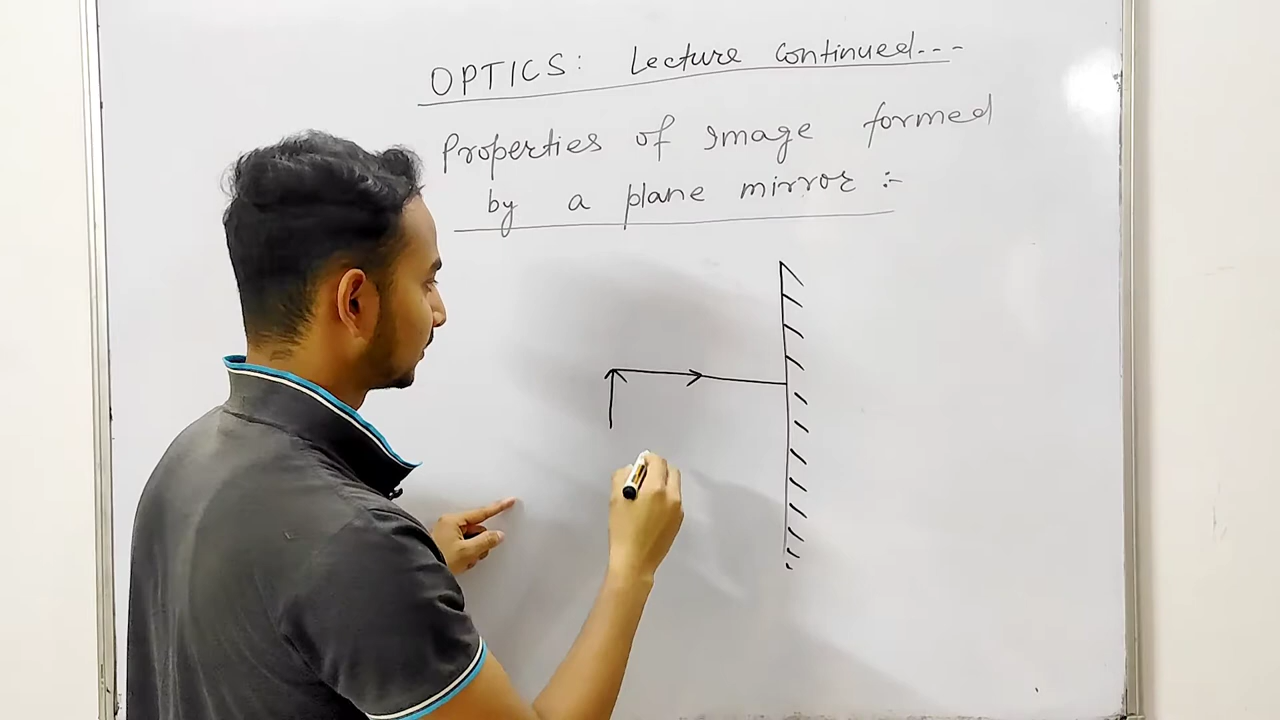 OPTICS: Lecture continued---
Properties of Image formed
by a plane mirror :-